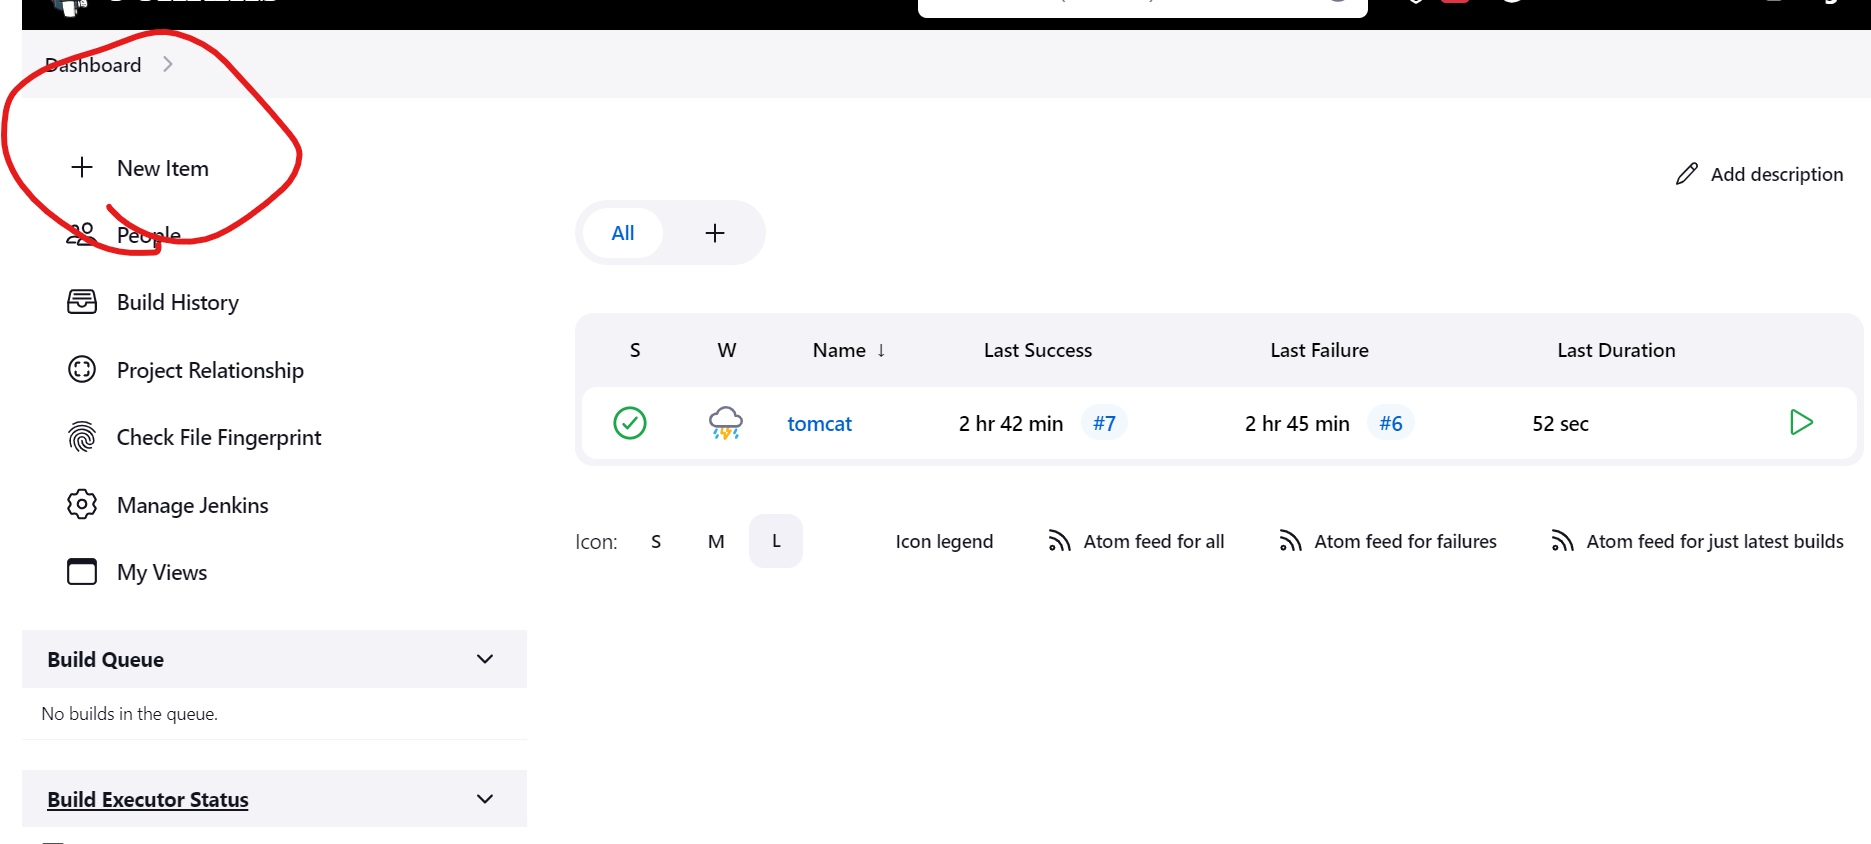 Dashboard
New Item
People
Build History
Project Relationship
Check File Fingerprint
Manage Jenkins
My Views
Build Queue
No builds in the queue.
Build Executor Status
Add description
All
S W Name ↓ Last Success Last Failure Last Duration
tomcat 2 hr 42 min #7 2 hr 45 min #6 52 sec
Icon: S M L Icon legend Atom feed for all Atom feed for failures Atom feed for just latest builds